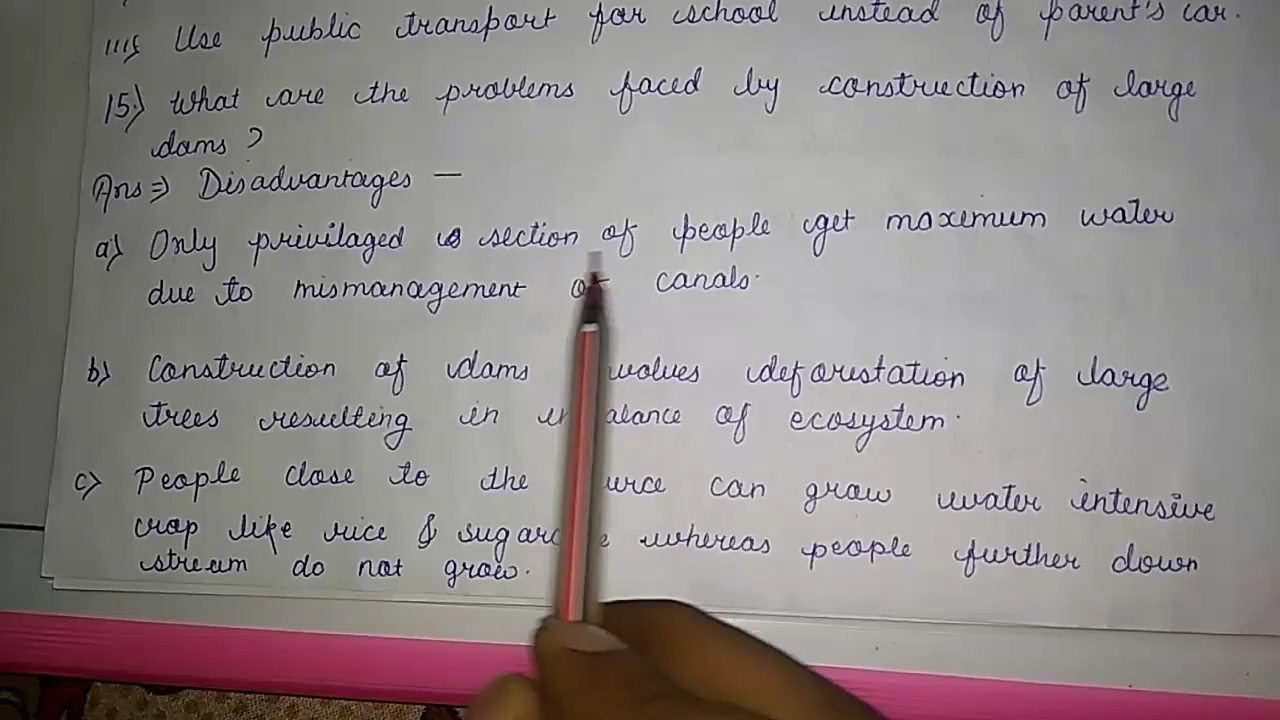 iii) Use public transport for school instead of parent's car.
15) What are the problems faced by construction of large
dams ?
Ans ⇒ Disadvantages —
a) Only privilaged section of people get maximum water
due to mismanagement of canals.
b) Construction of dams deforestation of large
trees resulting in of ecosystem.
c) People close to the can grow water intensive
crop like rice & whereas people further down
stream do not grow.